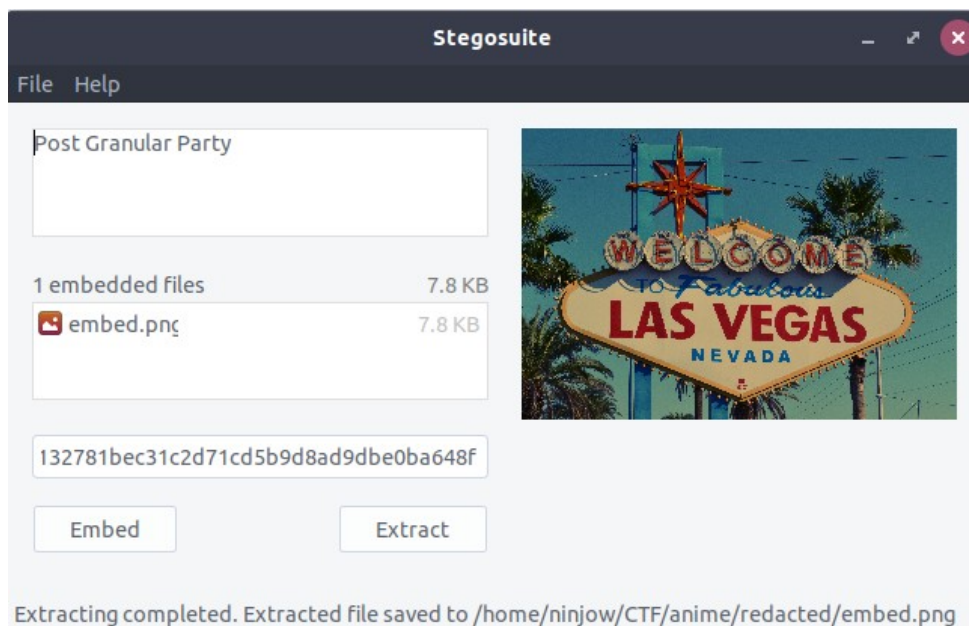 Stegosuite
File Help
Post Granular Party
1 embedded files 7.8 KB
embed.png 7.8 KB
132781bec31c2d71cd5b9d8ad9dbe0ba648f
Embed Extract
Extracting completed. Extracted file saved to /home/ninjow/CTF/anime/redacted/embed.png
WELCOME
TO Fabulous
LAS VEGAS
NEVADA